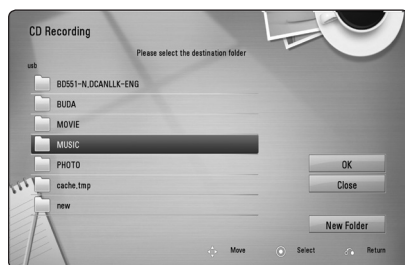 CD Recording
Please select the destination folder
usb
BD551-N,DCANLLK-ENG
BUDA
MOVIE
MUSIC
PHOTO
cache.tmp
new
OK
Close
New Folder
Move Select Return